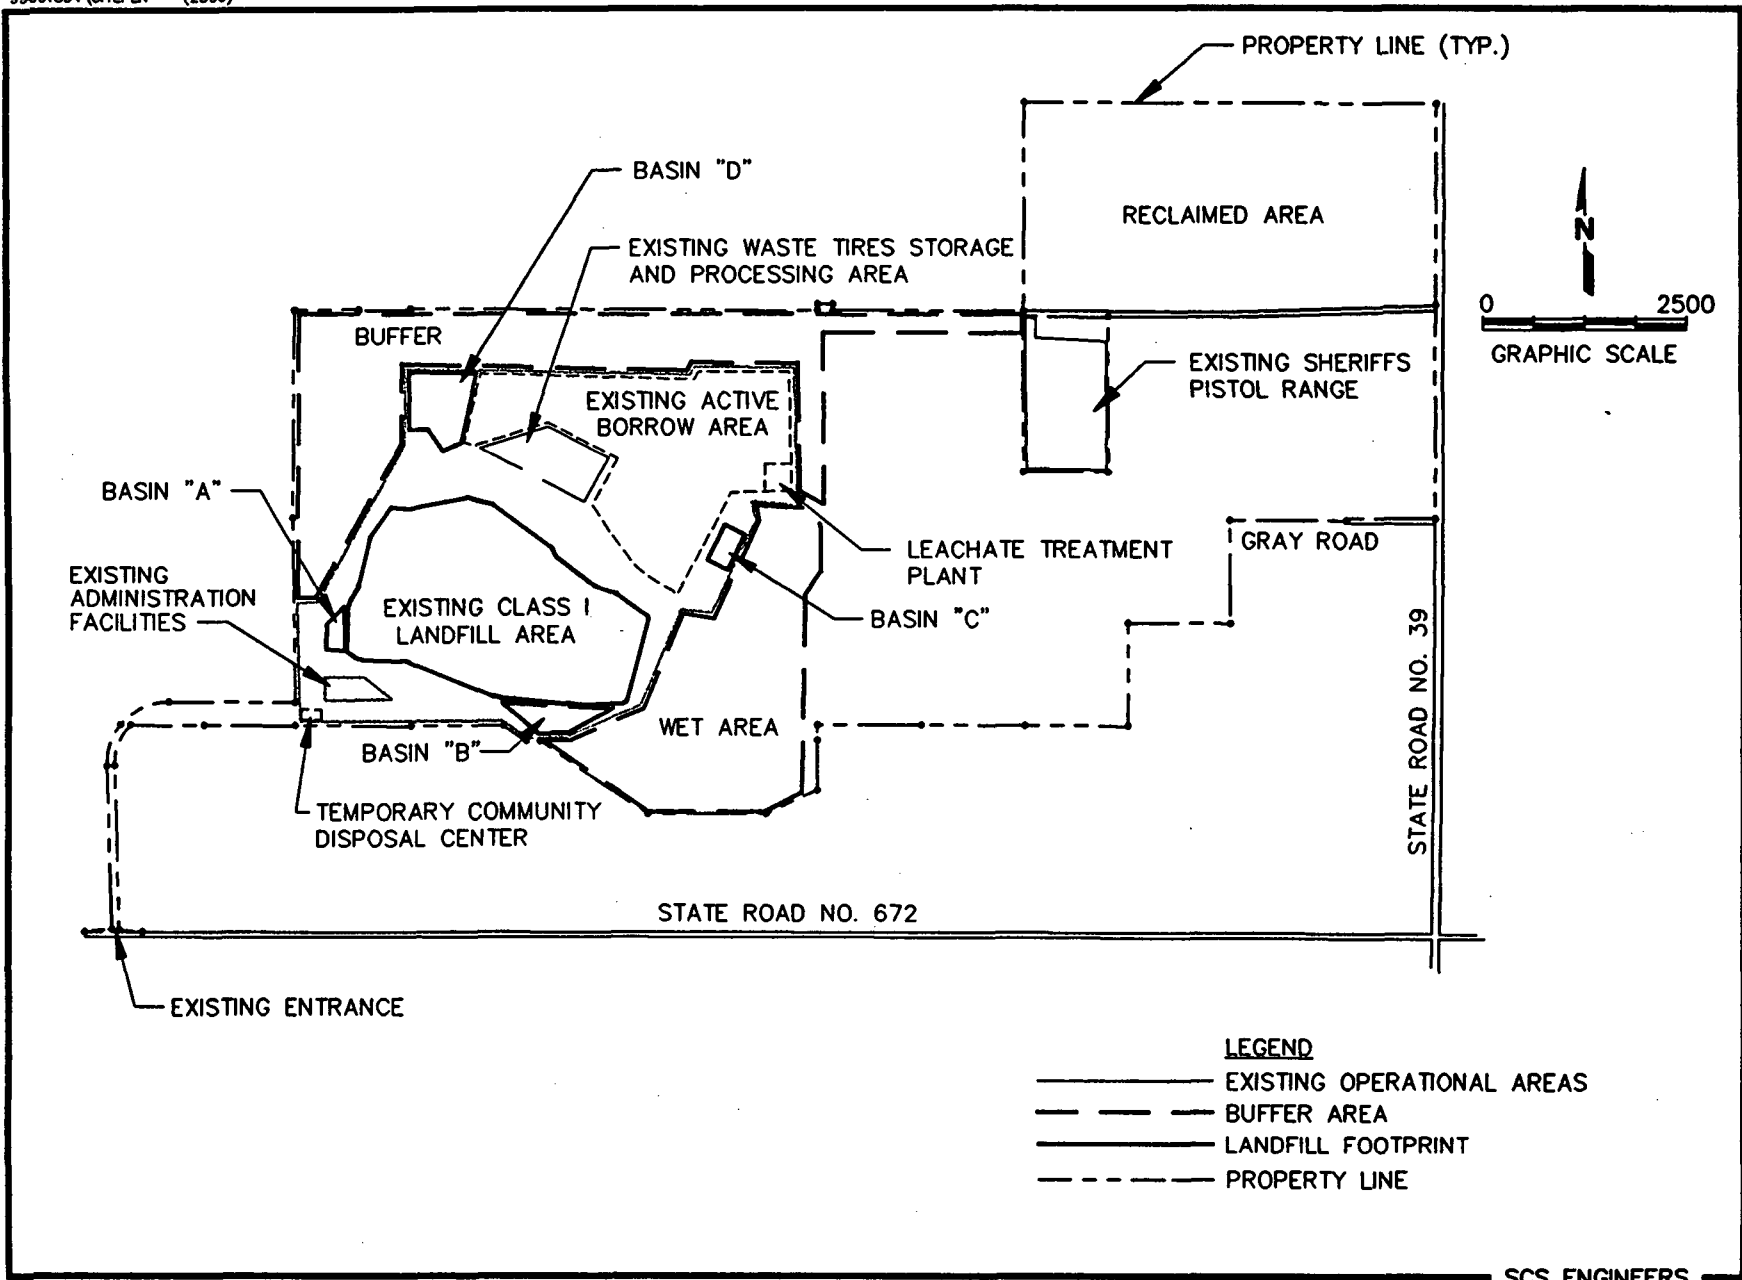 PROPERTY LINE (TYP.)
BASIN "D"
RECLAIMED AREA
EXISTING WASTE TIRES STORAGE
AND PROCESSING AREA
N
0 2500
GRAPHIC SCALE
BUFFER
EXISTING SHERIFFS
PISTOL RANGE
EXISTING ACTIVE
BORROW AREA
BASIN "A"
GRAY ROAD
LEACHATE TREATMENT
PLANT
EXISTING
ADMINISTRATION
FACILITIES
EXISTING CLASS I
LANDFILL AREA
BASIN "C"
STATE ROAD NO. 39
WET AREA
BASIN "B"
TEMPORARY COMMUNITY
DISPOSAL CENTER
STATE ROAD NO. 672
EXISTING ENTRANCE
LEGEND
EXISTING OPERATIONAL AREAS
BUFFER AREA
LANDFILL FOOTPRINT
PROPERTY LINE
SCS ENGINEERS